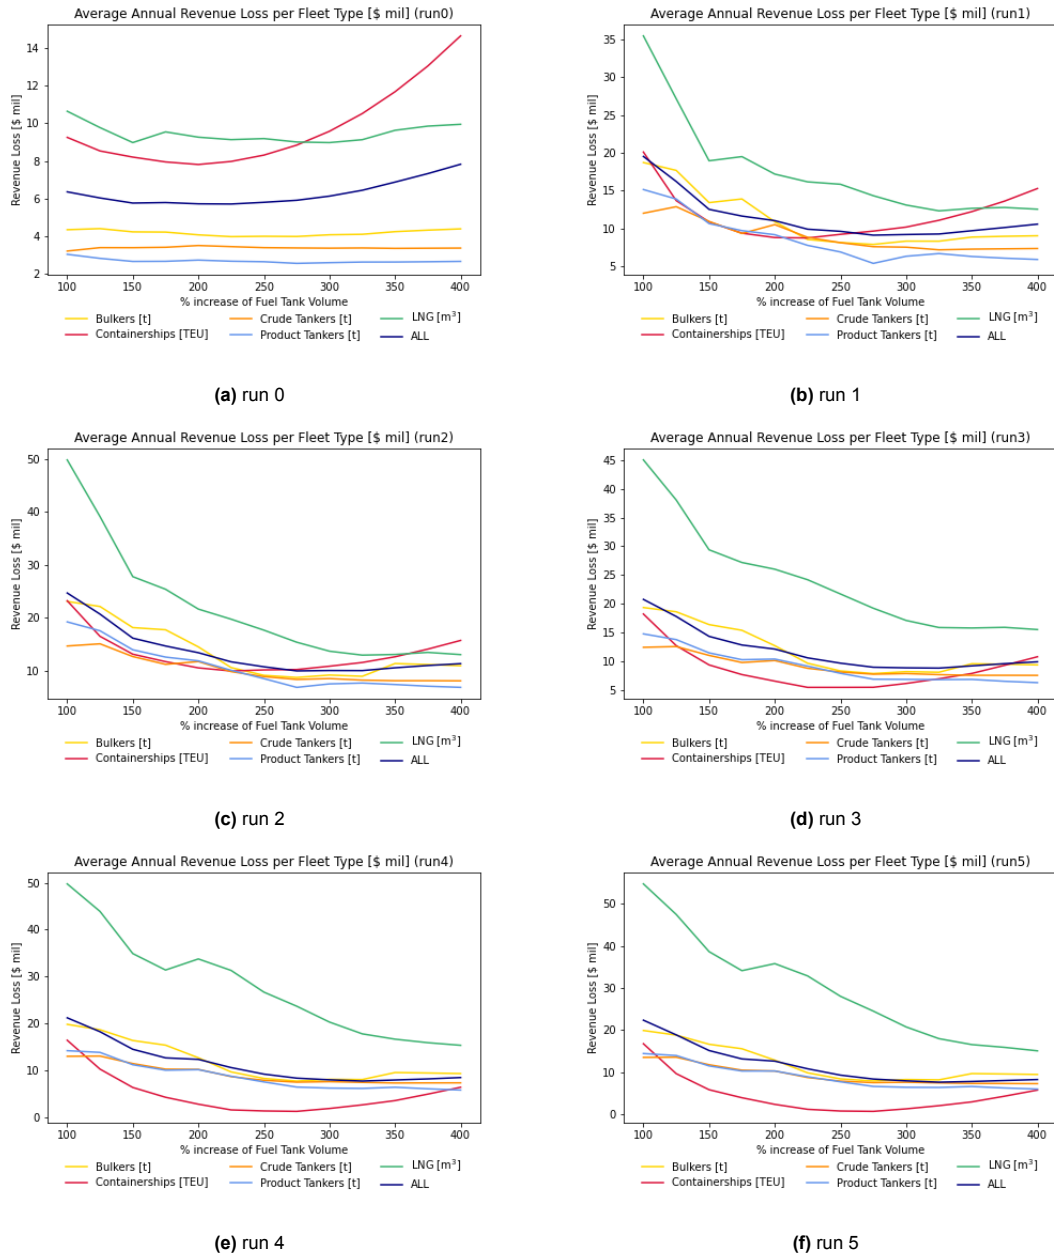 Average Annual Revenue Loss per Fleet Type [$ mil] (run0)
Revenue Loss [$ mil]
14
12
10
8
6
4
2
100 150 200 250 300 350 400
% increase of Fuel Tank Volume
Bulkers [t] Crude Tankers [t] LNG [m³]
Containerships [TEU] Product Tankers [t] ALL
(a) run 0
Average Annual Revenue Loss per Fleet Type [$ mil] (run1)
Revenue Loss [$ mil]
35
30
25
20
15
10
5
100 150 200 250 300 350 400
% increase of Fuel Tank Volume
Bulkers [t] Crude Tankers [t] LNG [m³]
Containerships [TEU] Product Tankers [t] ALL
(b) run 1
Average Annual Revenue Loss per Fleet Type [$ mil] (run2)
Revenue Loss [$ mil]
50
40
30
20
10
100 150 200 250 300 350 400
% increase of Fuel Tank Volume
Bulkers [t] Crude Tankers [t] LNG [m³]
Containerships [TEU] Product Tankers [t] ALL
(c) run 2
Average Annual Revenue Loss per Fleet Type [$ mil] (run3)
Revenue Loss [$ mil]
45
40
35
30
25
20
15
10
5
100 150 200 250 300 350 400
% increase of Fuel Tank Volume
Bulkers [t] Crude Tankers [t] LNG [m³]
Containerships [TEU] Product Tankers [t] ALL
(d) run 3
Average Annual Revenue Loss per Fleet Type [$ mil] (run4)
Revenue Loss [$ mil]
50
40
30
20
10
0
100 150 200 250 300 350 400
% increase of Fuel Tank Volume
Bulkers [t] Crude Tankers [t] LNG [m³]
Containerships [TEU] Product Tankers [t] ALL
(e) run 4
Average Annual Revenue Loss per Fleet Type [$ mil] (run5)
Revenue Loss [$ mil]
50
40
30
20
10
0
100 150 200 250 300 350 400
% increase of Fuel Tank Volume
Bulkers [t] Crude Tankers [t] LNG [m³]
Containerships [TEU] Product Tankers [t] ALL
(f) run 5